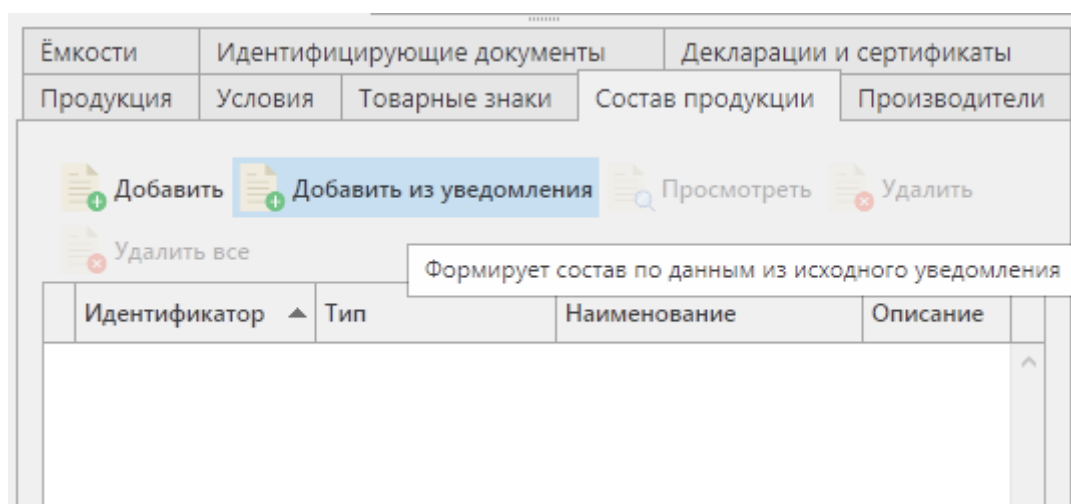 Ёмкости Идентифицирующие документы Декларации и сертификаты
Продукция Условия Товарные знаки Состав продукции Производители
Добавить Добавить из уведомления Просмотреть Удалить
Удалить все
Формирует состав по данным из исходного уведомления
Идентификатор Тип Наименование Описание